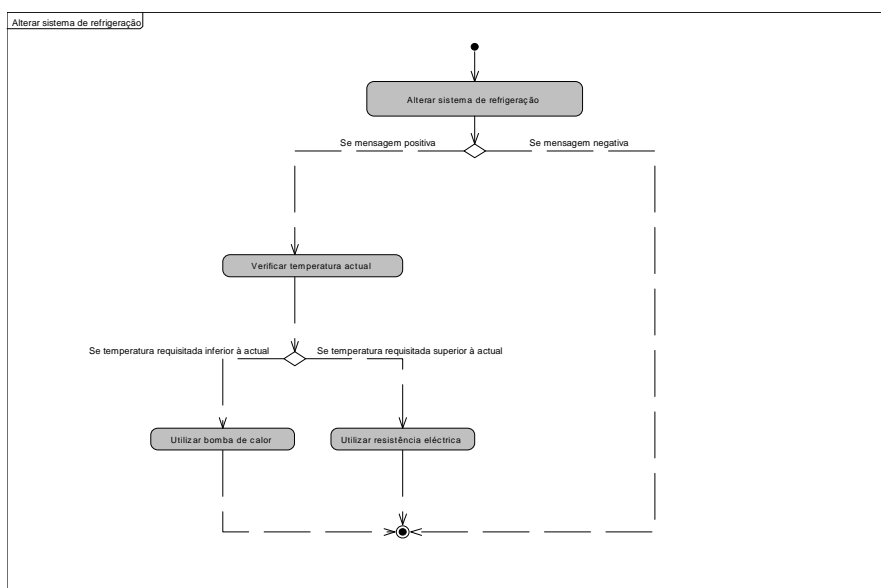 Alterar sistema de refrigeração
Alterar sistema de refrigeração
Se mensagem positiva
Se mensagem negativa
Verificar temperatura actual
Se temperatura requisitada inferior à actual
Se temperatura requisitada superior à actual
Utilizar bomba de calor
Utilizar resistência eléctrica